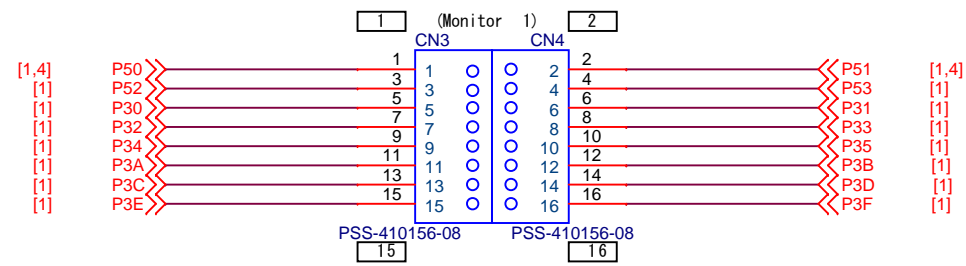 1 (Monitor 1) 2
CN3 CN4
[1,4] P50 1 1 2 2 P51 [1,4]
[1] P52 3 3 4 4 P53 [1]
[1] P30 5 5 6 6 P31 [1]
[1] P32 7 7 8 8 P33 [1]
[1] P34 9 9 10 10 P35 [1]
[1] P3A 11 11 12 12 P3B [1]
[1] P3C 13 13 14 14 P3D [1]
[1] P3E 15 15 16 16 P3F [1]
PSS-410156-08 PSS-410156-08
15 16